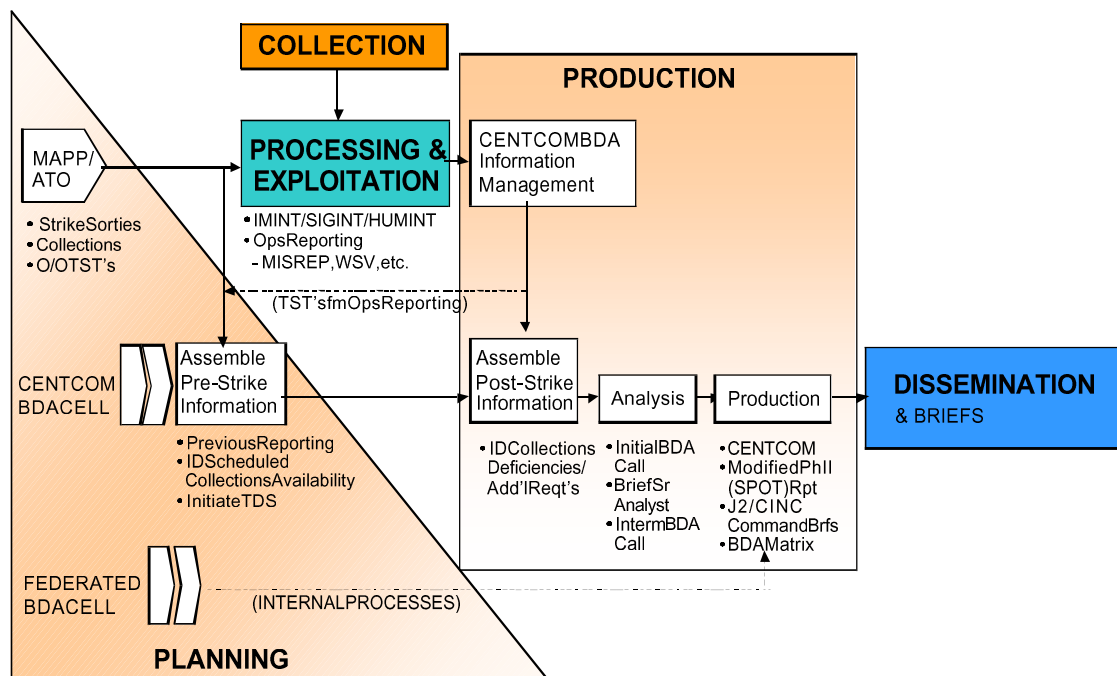 COLLECTION
PRODUCTION
MAPP/
ATO
PROCESSING &
EXPLOITATION
CENTCOMBDA
Information
Management
• StrikeSorties
• Collections
• O/OTST's
• IMINT/SIGINT/HUMINT
• OpsReporting
– MISREP,WSV,etc.
(TST'sfmOpsReporting)
CENTCOM
BDACELL
Assemble
Pre-Strike
Information
Assemble
Post-Strike
Information
Analysis
Production
DISSEMINATION
& BRIEFS
• PreviousReporting
• IDScheduled
CollectionsAvailability
• InitiateTDS
• IDCollections
Deficiencies/
Add'lReqt's
• InitialBDA
Call
• BriefSr
Analyst
• IntermBDA
Call
• CENTCOM
• ModifiedPhII
(SPOT)Rpt
• J2/CINC
CommandBrfs
• BDAMatrix
FEDERATED
BDACELL
(INTERNALPROCESSES)
PLANNING